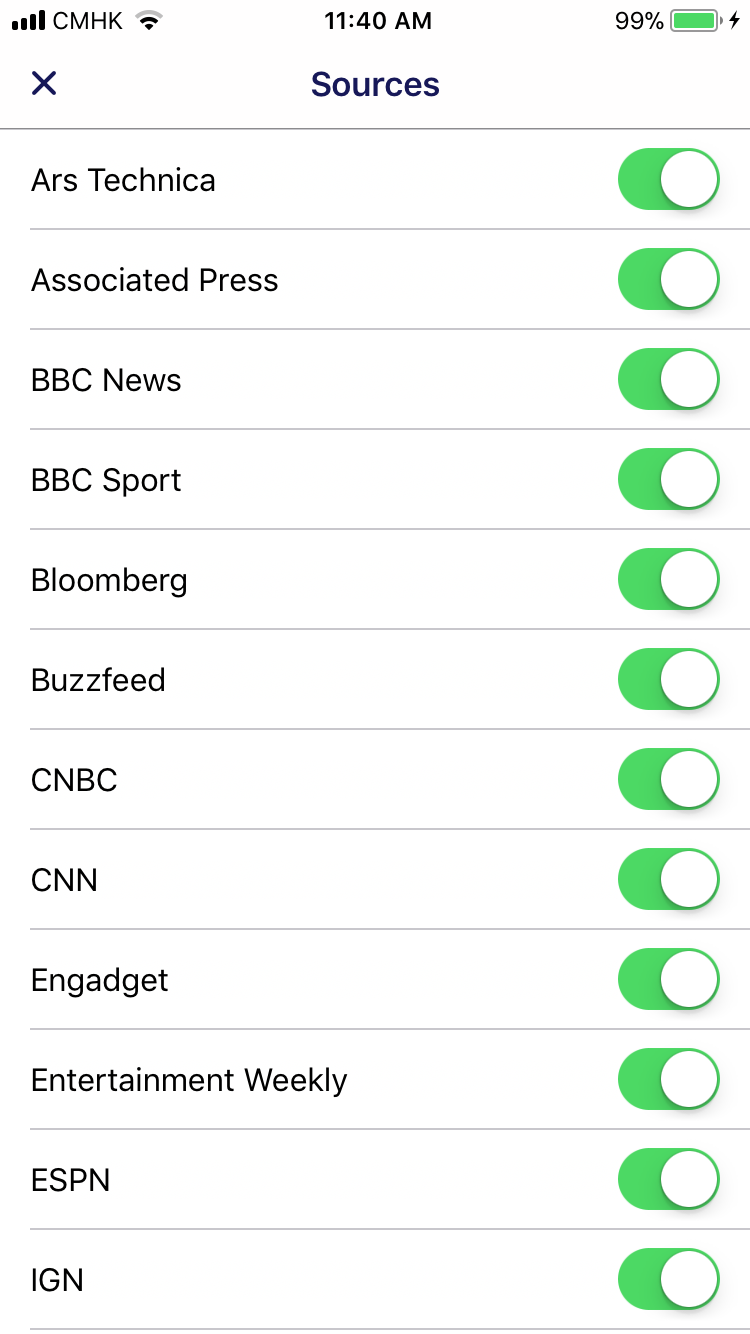 CMHK 11:40 AM 99%
Sources
Ars Technica
Associated Press
BBC News
BBC Sport
Bloomberg
Buzzfeed
CNBC
CNN
Engadget
Entertainment Weekly
ESPN
IGN